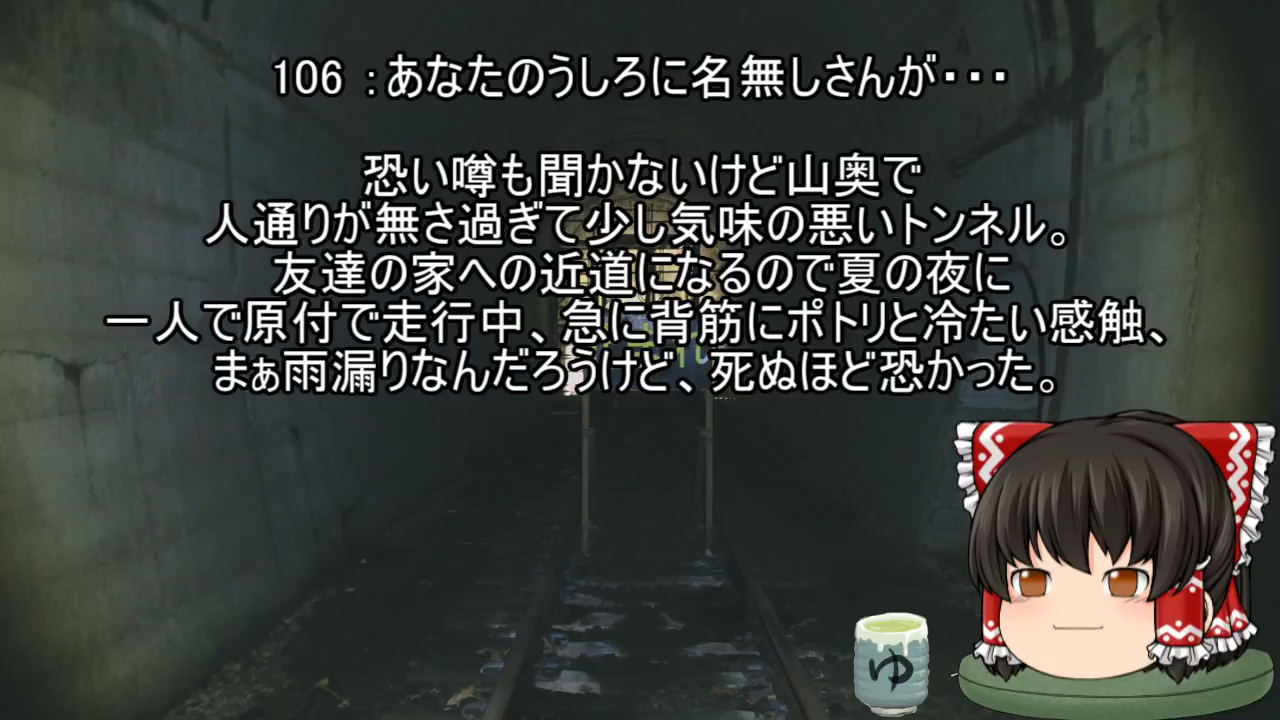 106 :あなたのうしろに名無しさんが・・・
恐い噂も聞かないけど山奥で
人通りが無さ過ぎて少し気味の悪いトンネル。
友達の家への近道になるので夏の夜に
一人で原付で走行中、急に背筋にポトリと冷たい感触、
まぁ雨漏りなんだろうけど、死ぬほど恐かった。
ゆ